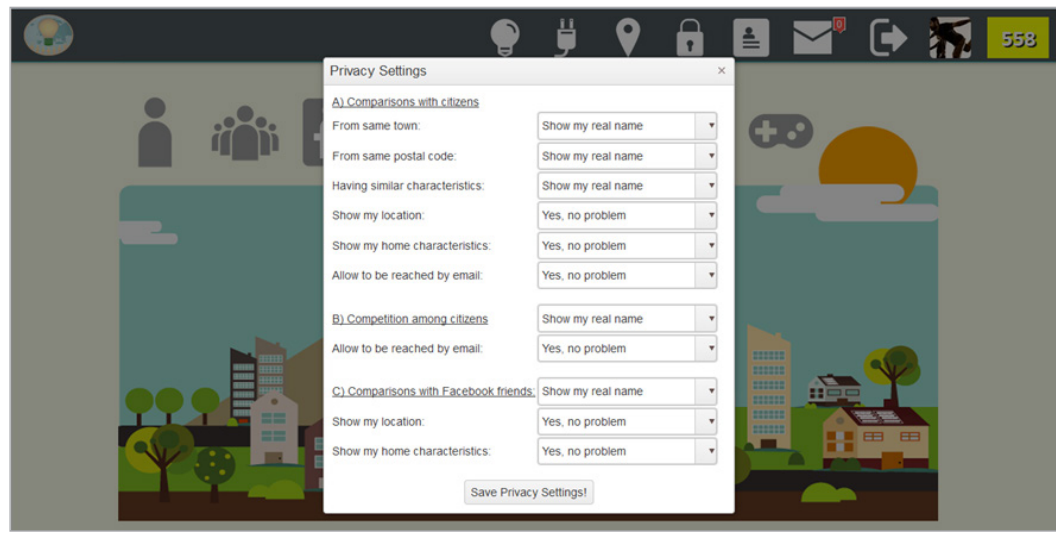 0
558
Privacy Settings ×
A) Comparisons with citizens
From same town: Show my real name
From same postal code: Show my real name
Having similar characteristics: Show my real name
Show my location: Yes, no problem
Show my home characteristics: Yes, no problem
Allow to be reached by email: Yes, no problem
B) Competition among citizens Show my real name
Allow to be reached by email: Yes, no problem
C) Comparisons with Facebook friends: Show my real name
Show my location: Yes, no problem
Show my home characteristics: Yes, no problem
Save Privacy Settings!